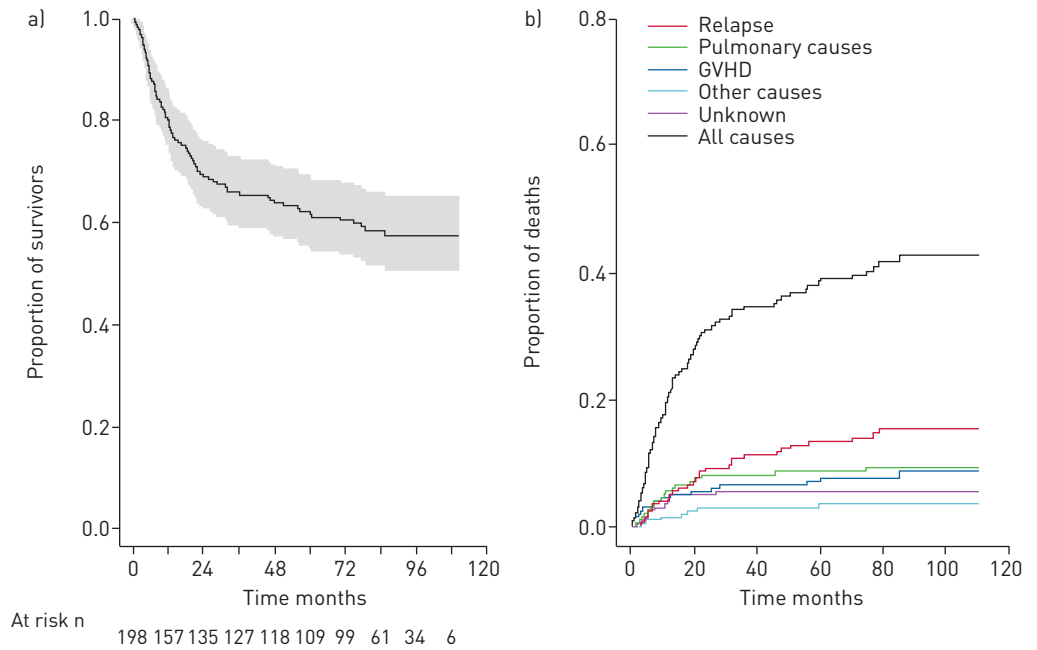 a)
Proportion of survivors
1.0
0.8
0.6
0.4
0.2
0.0
0 24 48 72 96 120
Time months
At risk n
198 157 135 127 118 109 99 61 34 6
b)
Proportion of deaths
0.8
0.6
0.4
0.2
0.0
0 20 40 60 80 100 120
Time months
Relapse
Pulmonary causes
GVHD
Other causes
Unknown
All causes